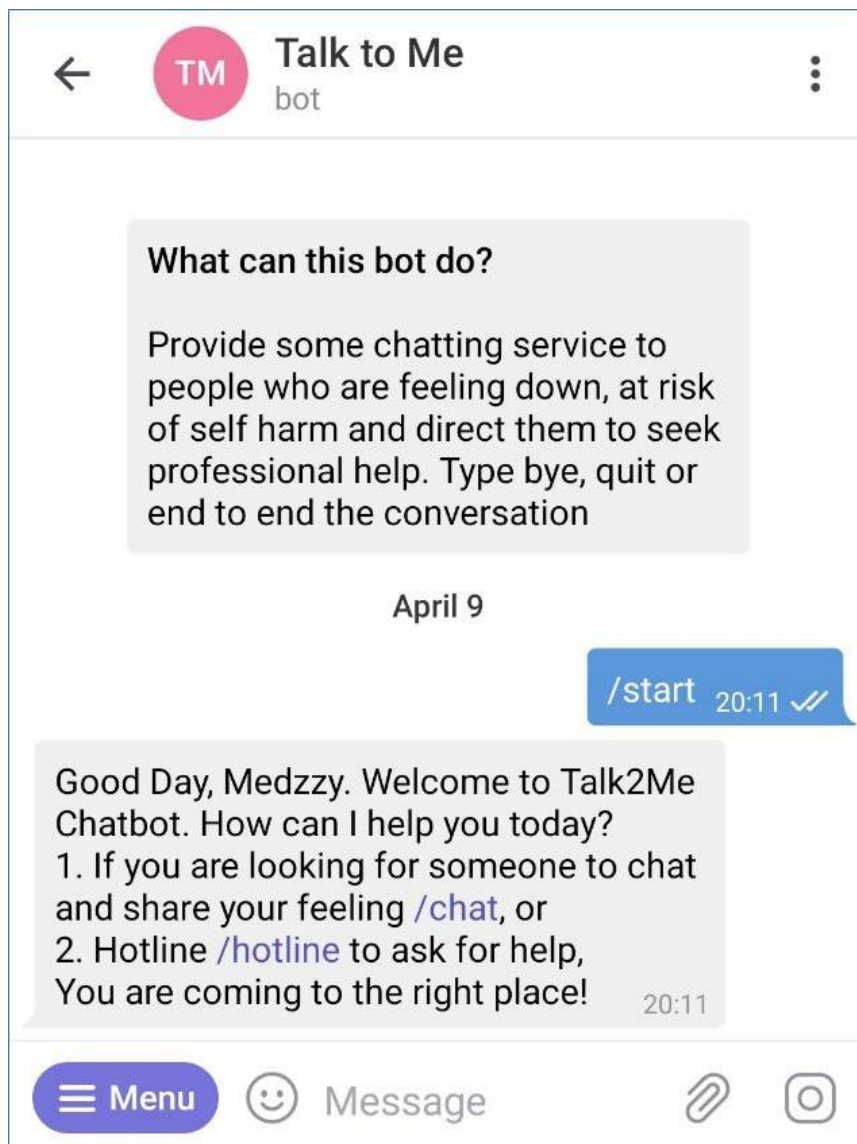 TM
Talk to Me
bot
What can this bot do?
Provide some chatting service to
people who are feeling down, at risk
of self harm and direct them to seek
professional help. Type bye, quit or
end to end the conversation
April 9
/start 20:11
Good Day, Medzzy. Welcome to Talk2Me
Chatbot. How can I help you today?
1. If you are looking for someone to chat
and share your feeling /chat, or
2. Hotline /hotline to ask for help,
You are coming to the right place! 20:11
Menu
Message